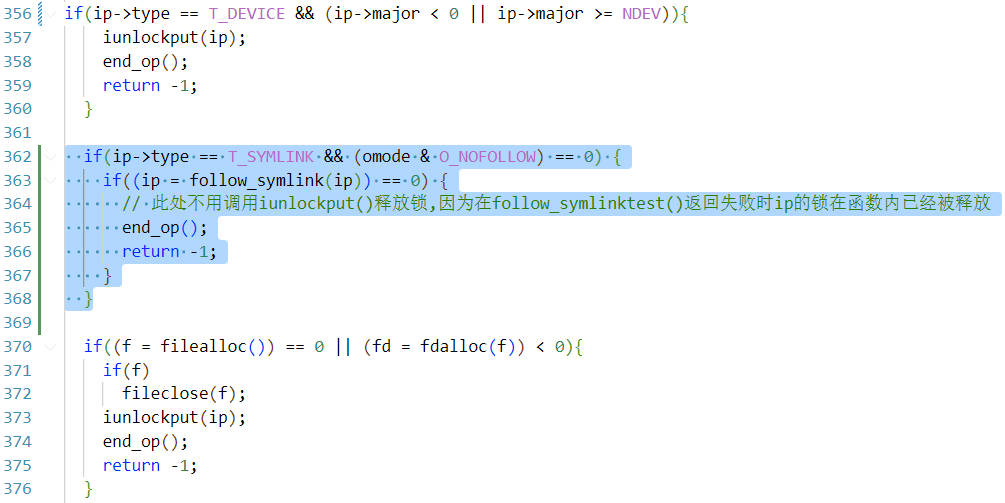 356 if(ip->type == T_DEVICE && (ip->major < 0 || ip->major >= NDEV)){
357     iunlockput(ip);
358     end_op();
359     return -1;
360   }
361
362   if(ip->type == T_SYMLINK && (omode & O_NOFOLLOW) == 0) {
363     if((ip = follow_symlink(ip)) == 0) {
364       // 此处不用调用iunlockput()释放锁,因为在follow_symlinktest()返回失败时ip的锁在函数内已经被释放
365       end_op();
366       return -1;
367     }
368   }
369
370   if((f = filealloc()) == 0 || (fd = fdalloc(f)) < 0){
371     if(f)
372       fileclose(f);
373     iunlockput(ip);
374     end_op();
375     return -1;
376   }